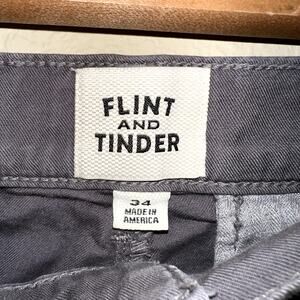 FLINT
AND
TINDER
34
MADE IN
AMERICA